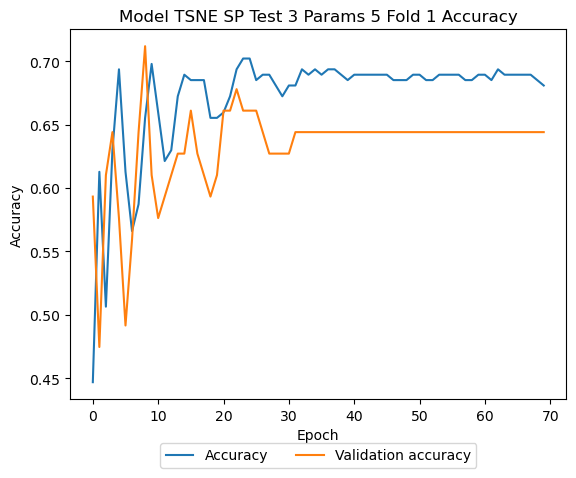 Model TSNE SP Test 3 Params 5 Fold 1 Accuracy
0.70
0.65
0.60
0.55
0.50
0.45
Accuracy
0 10 20 30 40 50 60 70
Epoch
Accuracy Validation accuracy